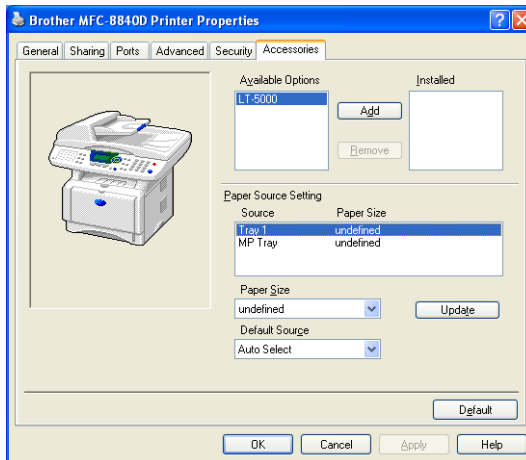 Brother MFC-8840D Printer Properties
General Sharing Ports Advanced Security Accessories
Available Options Installed
LT-5000
Add
Remove
Paper Source Setting
Source Paper Size
Tray 1 undefined
MP Tray undefined
Paper Size
undefined Update
Default Source
Auto Select
Default
OK Cancel Apply Help